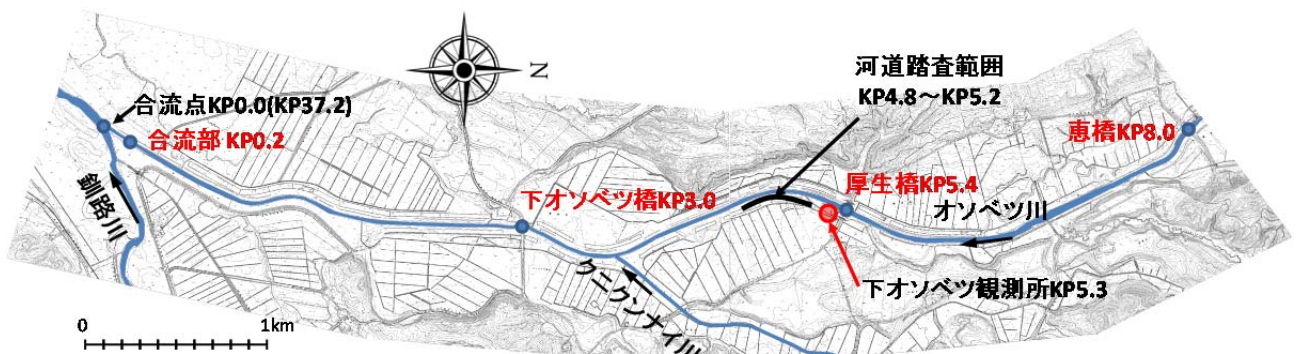 合流点KP0.0(KP37.2)
合流部 KP0.2
釧路川
N
下オソベツ橋KP3.0
クニクンナイ川
河道踏査範囲
KP4.8～KP5.2
厚生橋KP5.4
オソベツ川
恵橋KP8.0
下オソベツ観測所KP5.3
0
1km